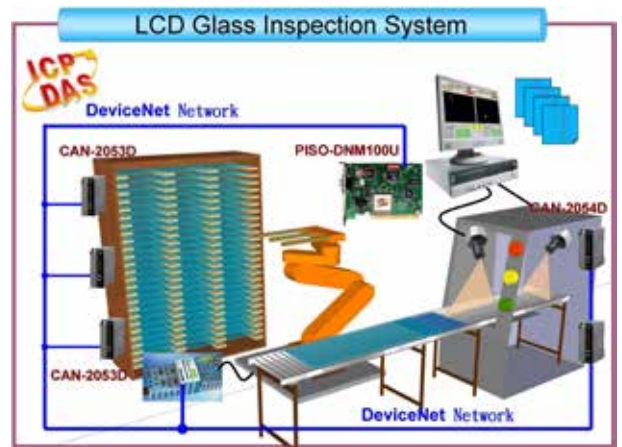 LCD Glass Inspection System
ICP
DAS
DeviceNet Network
CAN-2053D
PISO-DNM100U
CAN-2054D
CAN-2053D
DeviceNet Network